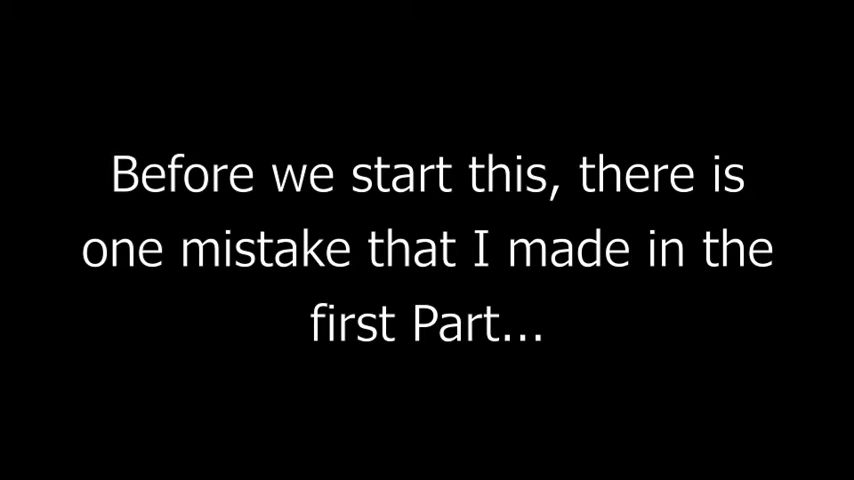 Before we start this, there is
one mistake that I made in the
first Part...